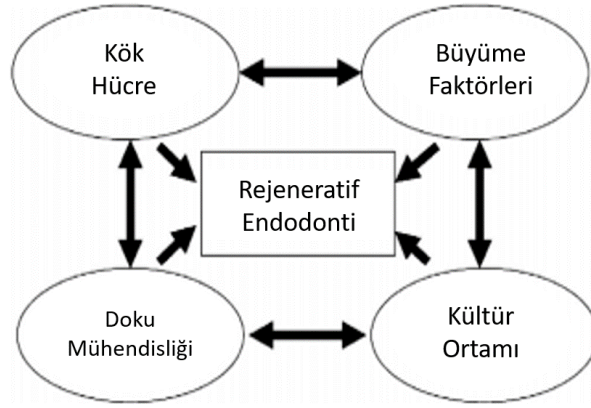 Kök
Hücre
Büyüme
Faktörleri
Rejeneratif
Endodonti
Doku
Mühendisliği
Kültür
Ortamı